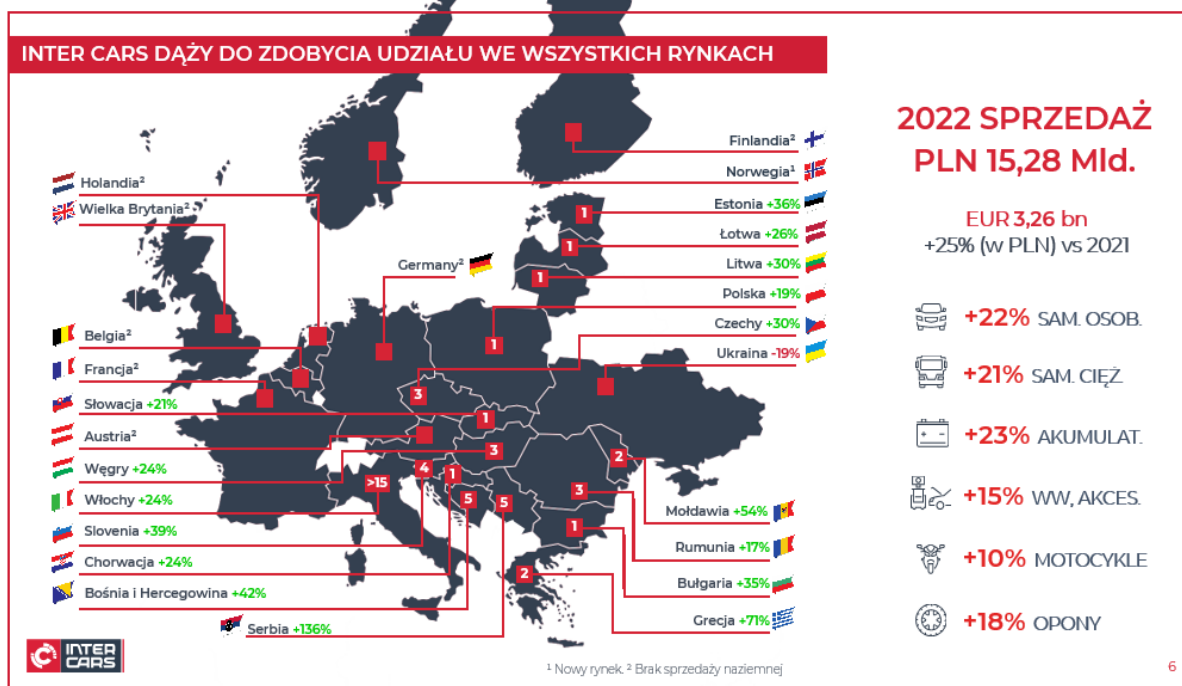 INTER CARS DĄŻY DO ZDOBYCIA UDZIAŁU WE WSZYSTKICH RYNKACH
Holandia²
Wielka Brytania²
Germany²
Belgia²
Francja²
Słowacja +21%
Austria²
Węgry +24%
Włochy +24%
Slovenia +39%
Chorwacja +24%
Bośnia i Hercegowina +42%
Serbia +136%
Finlandia²
Norwegia¹
Estonia +36%
Łotwa +26%
Litwa +30%
Polska +19%
Czechy +30%
Ukraina -19%
Mołdawia +54%
Rumunia +17%
Bułgaria +35%
Grecja +71%
1
1
1
1
3
1
3
2
4
1
>15
5
5
3
1
2
2022 SPRZEDAŻ
PLN 15,28 Mld.
EUR 3,26 bn
+25% (w PLN) vs 2021
+22% SAM. OSOB.
+21% SAM. CIĘŻ.
+23% AKUMULAT.
+15% WW, AKCES.
+10% MOTOCYKLE
+18% OPONY
INTER
CARS
¹ Nowy rynek. ² Brak sprzedaży naziemnej
6